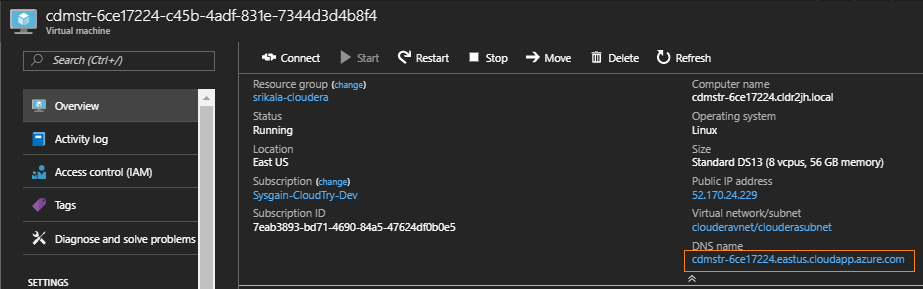 cdmstr-6ce17224-c45b-4adf-831e-7344d3d4b8f4
Virtual machine
Search (Ctrl+/)
Overview
Activity log
Access control (IAM)
Tags
Diagnose and solve problems
SETTINGS
Connect Start Restart Stop Move Delete Refresh
Resource group (change)
srikala-cloudera
Status
Running
Location
East US
Subscription (change)
Sysgain-CloudTry-Dev
Subscription ID
7eab3893-bd71-4690-84a5-47624df0b0e5
Computer name
cdmstr-6ce17224.cldr2jh.local
Operating system
Linux
Size
Standard DS13 (8 vcpus, 56 GB memory)
Public IP address
52.170.24.229
Virtual network/subnet
clouderavnet/clouderasubnet
DNS name
cdmstr-6ce17224.eastus.cloudapp.azure.com